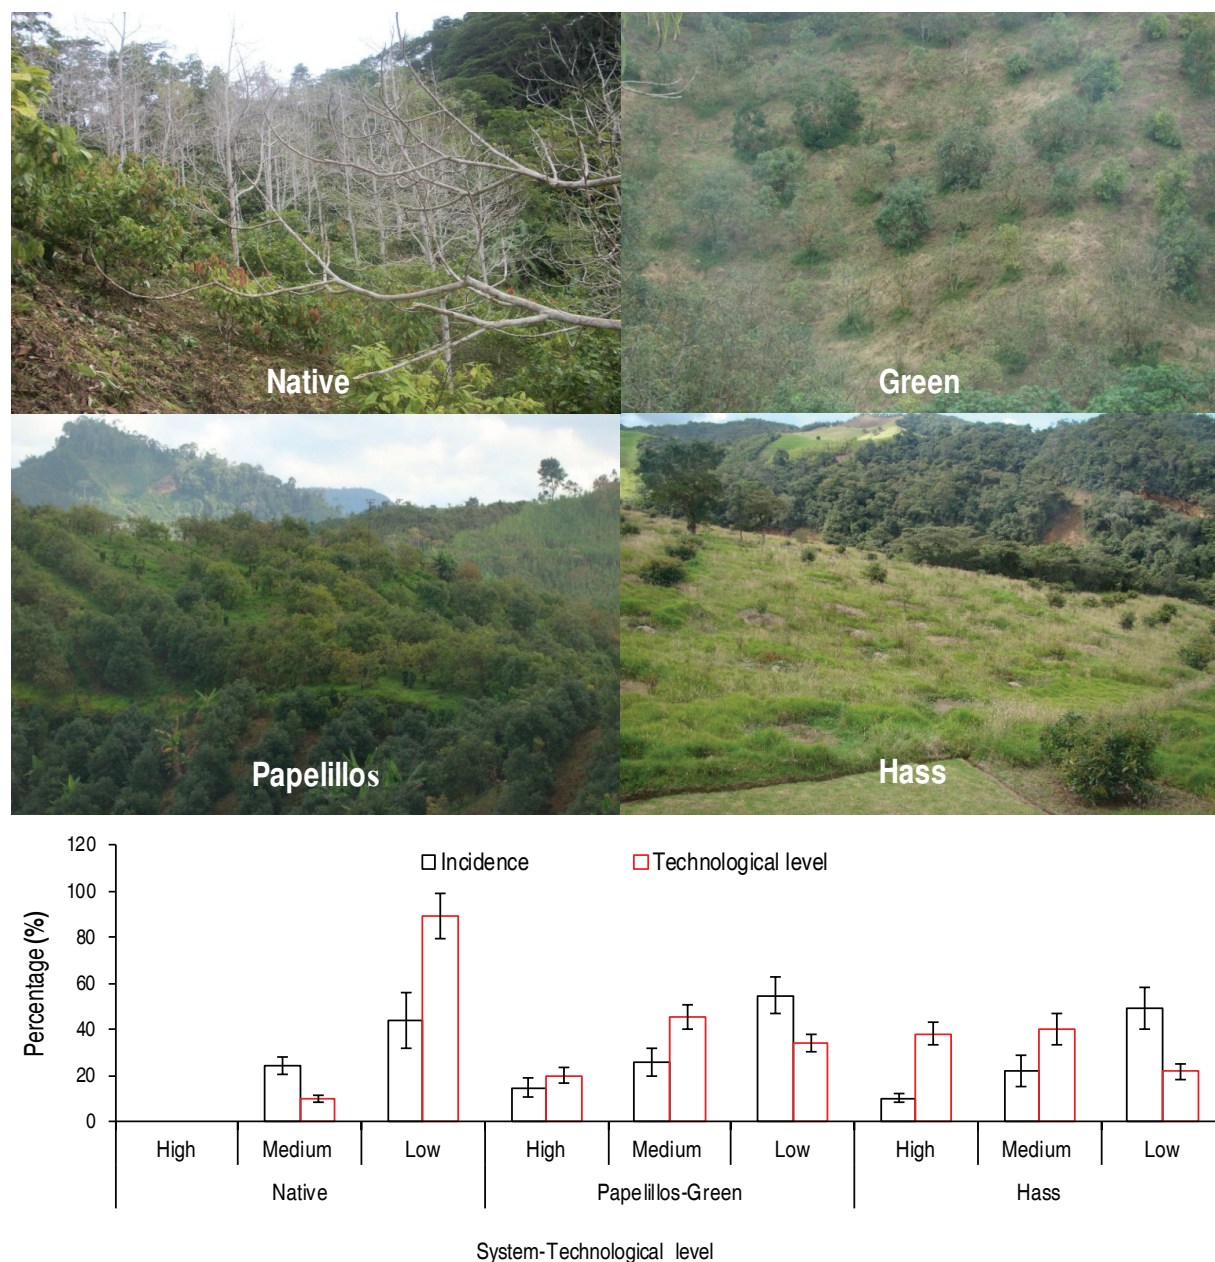 Native
Green
Papelillos
Hass
120
100
80
60
40
20
0
Percentage (%)
Incidence
Technological level
High
Medium
Low
High
Medium
Low
High
Medium
Low
Native
Papelillos-Green
Hass
System-Technological level